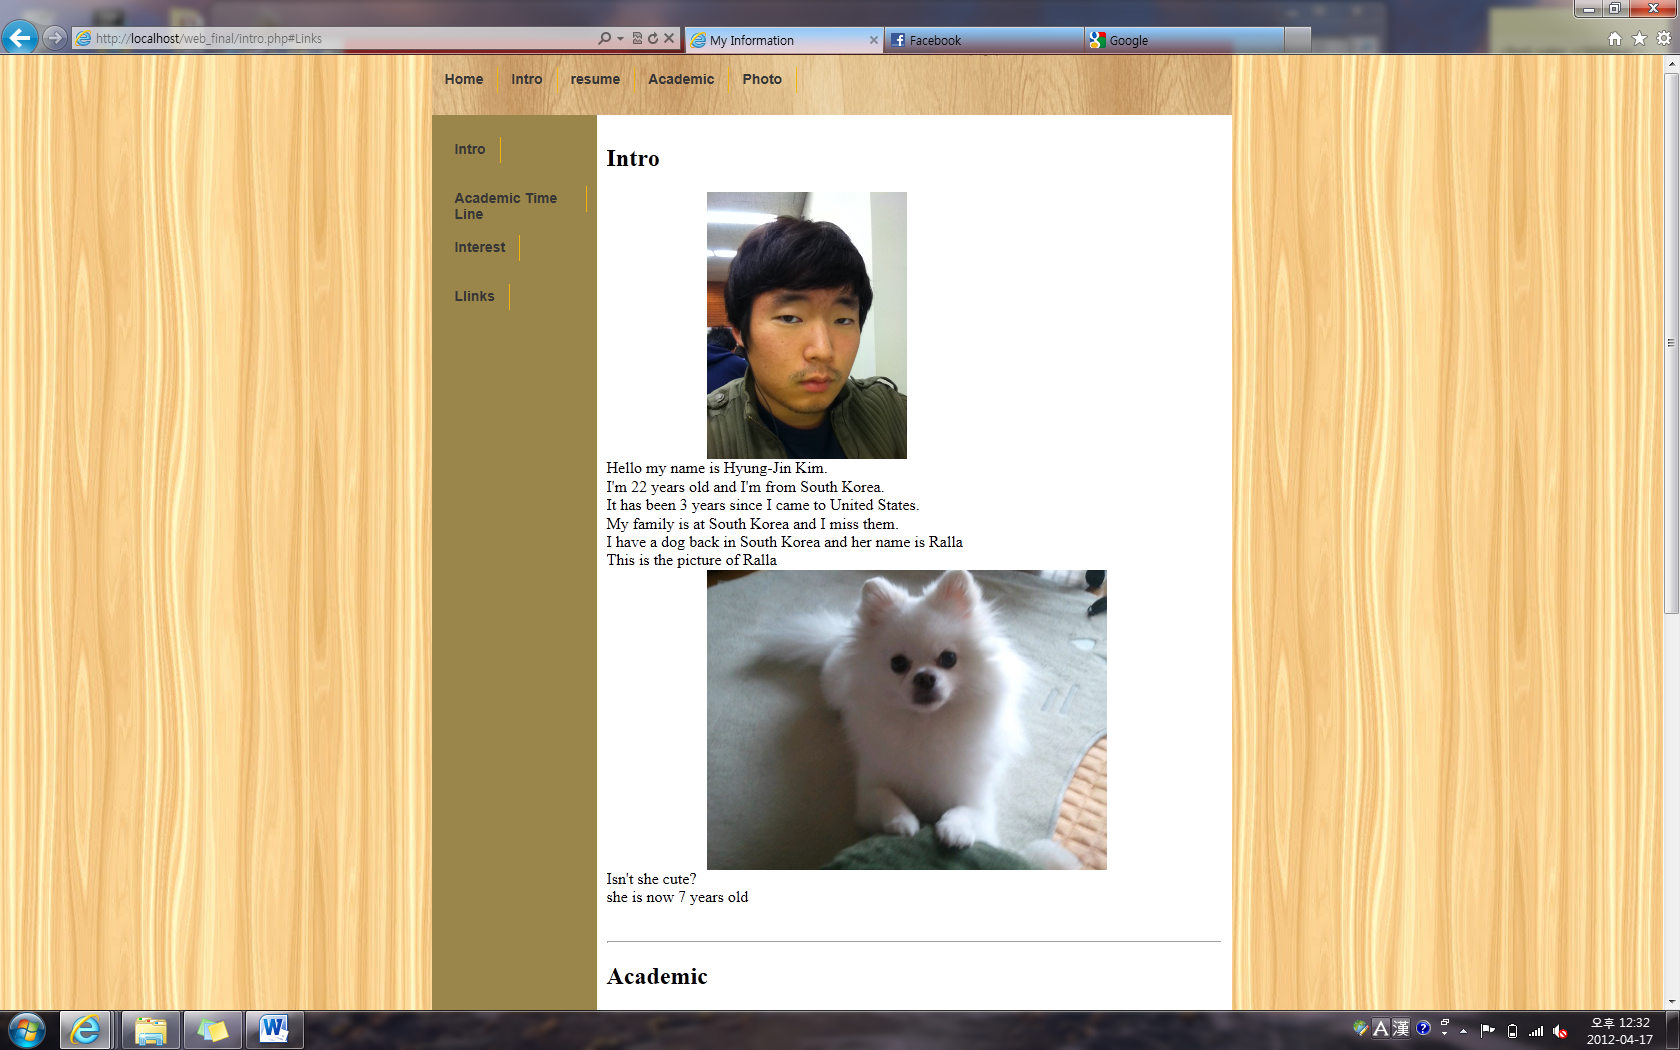 http://localhost/web_final/intro.php#Links
My Information
Facebook
Google
Home
Intro
resume
Academic
Photo
Intro
Academic Time
Line
Interest
LIinks
Intro
Hello my name is Hyung-Jin Kim.
I'm 22 years old and I'm from South Korea.
It has been 3 years since I came to United States.
My family is at South Korea and I miss them.
I have a dog back in South Korea and her name is Ralla
This is the picture of Ralla
Isn't she cute?
she is now 7 years old
Academic
A 漢
오후 12:32
2012-04-17